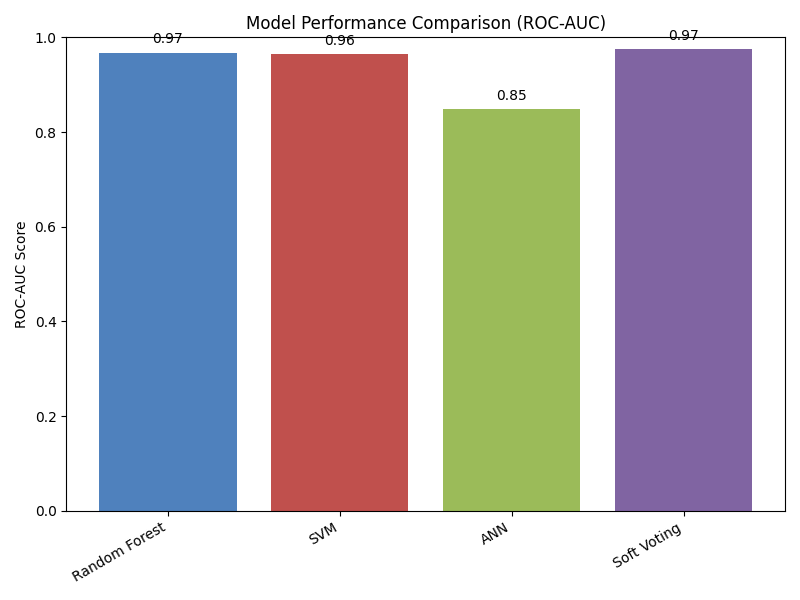 Model Performance Comparison (ROC-AUC)
0.97
0.96
0.85
0.97
1.0
0.8
0.6
0.4
0.2
0.0
ROC-AUC Score
Random Forest
SVM
ANN
Soft Voting